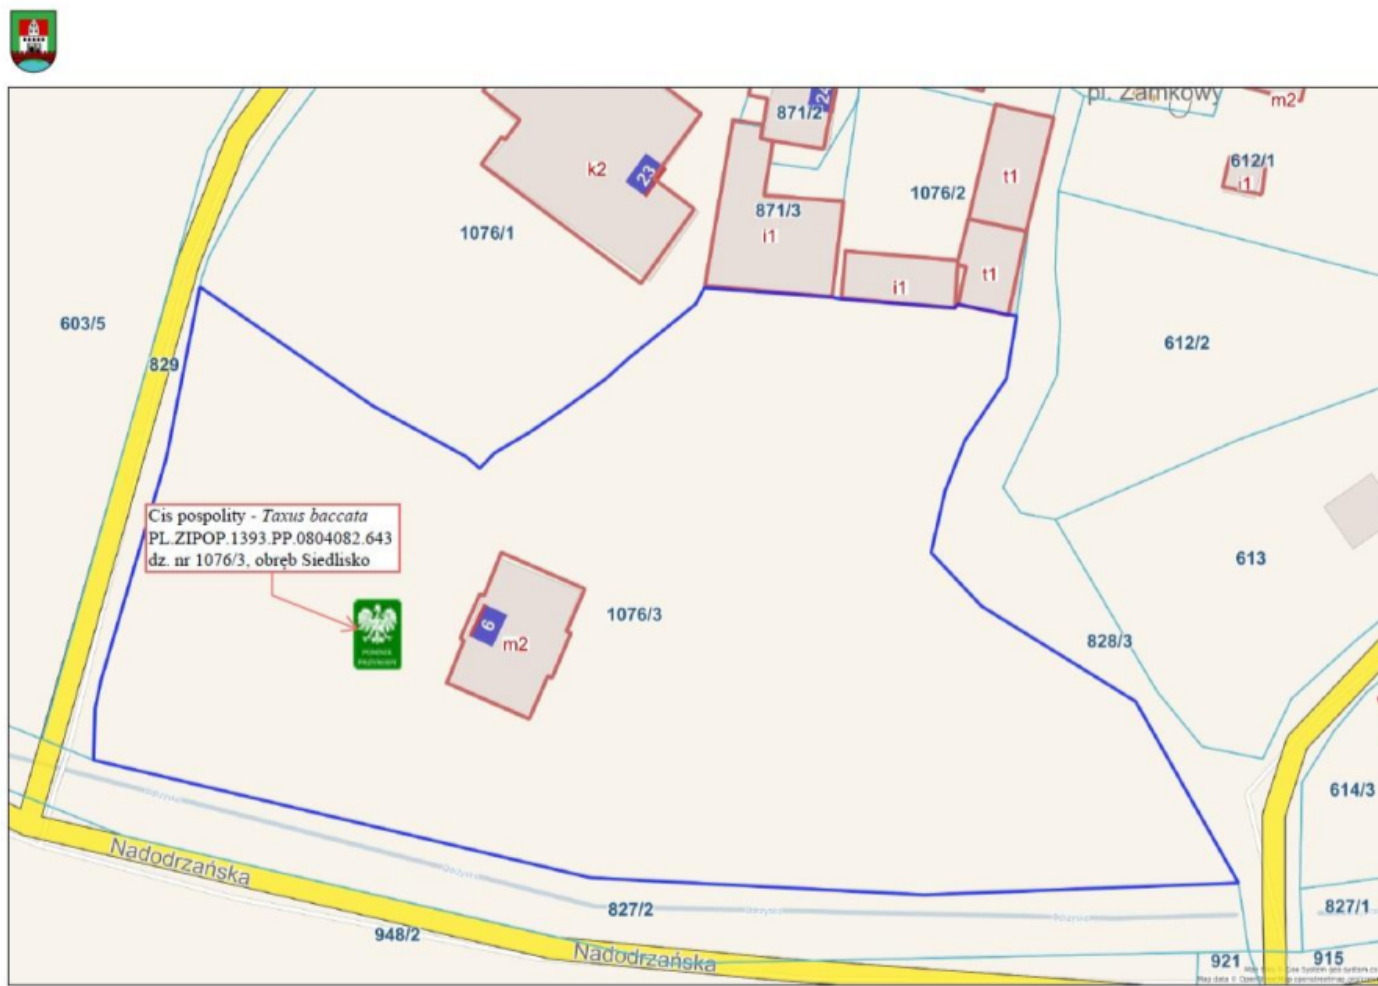 pl. Zamkowy
m2
24
871/2
k2
23
612/1
i1
t1
1076/2
871/3
i1
1076/1
i1
t1
603/5
829
612/2
Cis pospolity - Taxus baccata
PL.ZIPOP.1393.PP.0804082.643
dz. nr 1076/3, obręb Siedlisko
613
POMNIK
PRZYRODY
6
m2
1076/3
828/3
614/3
Nadodrzańska
827/2
827/1
948/2
Nadodrzańska
921
915